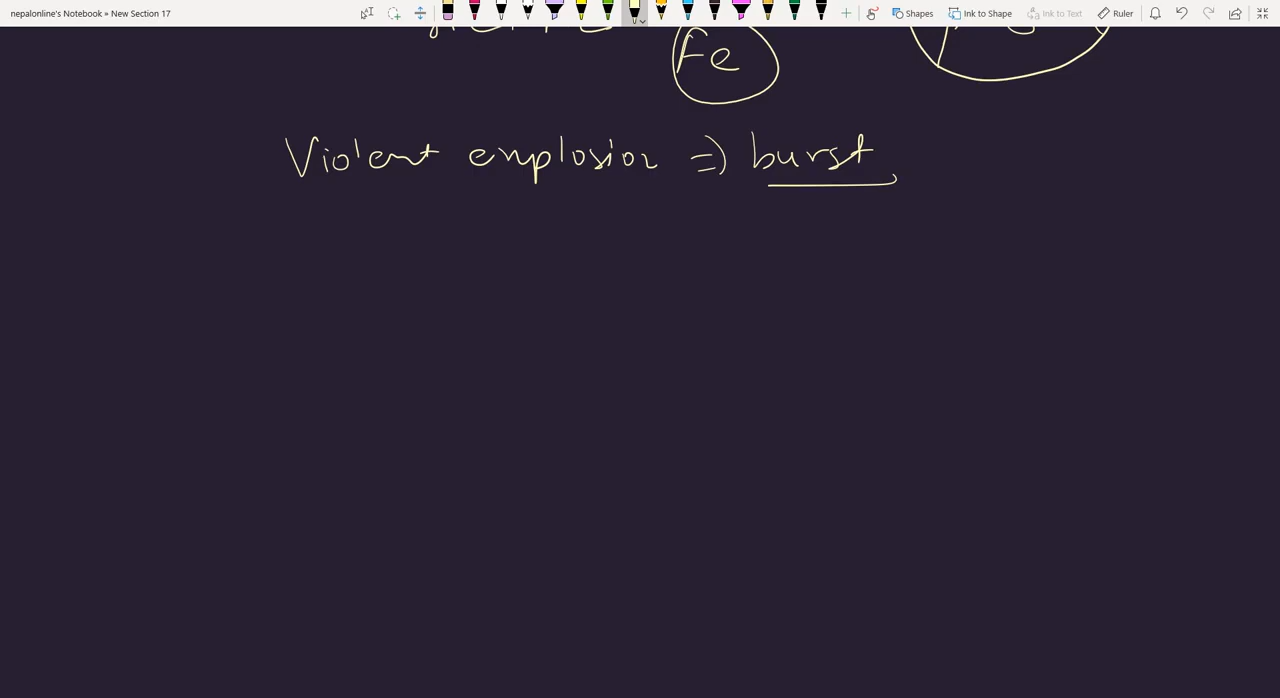 nepalonline's Notebook » New Section 17
Shapes Ink to Shape Ink to Text Ruler
Fe
Violent explosion => burst